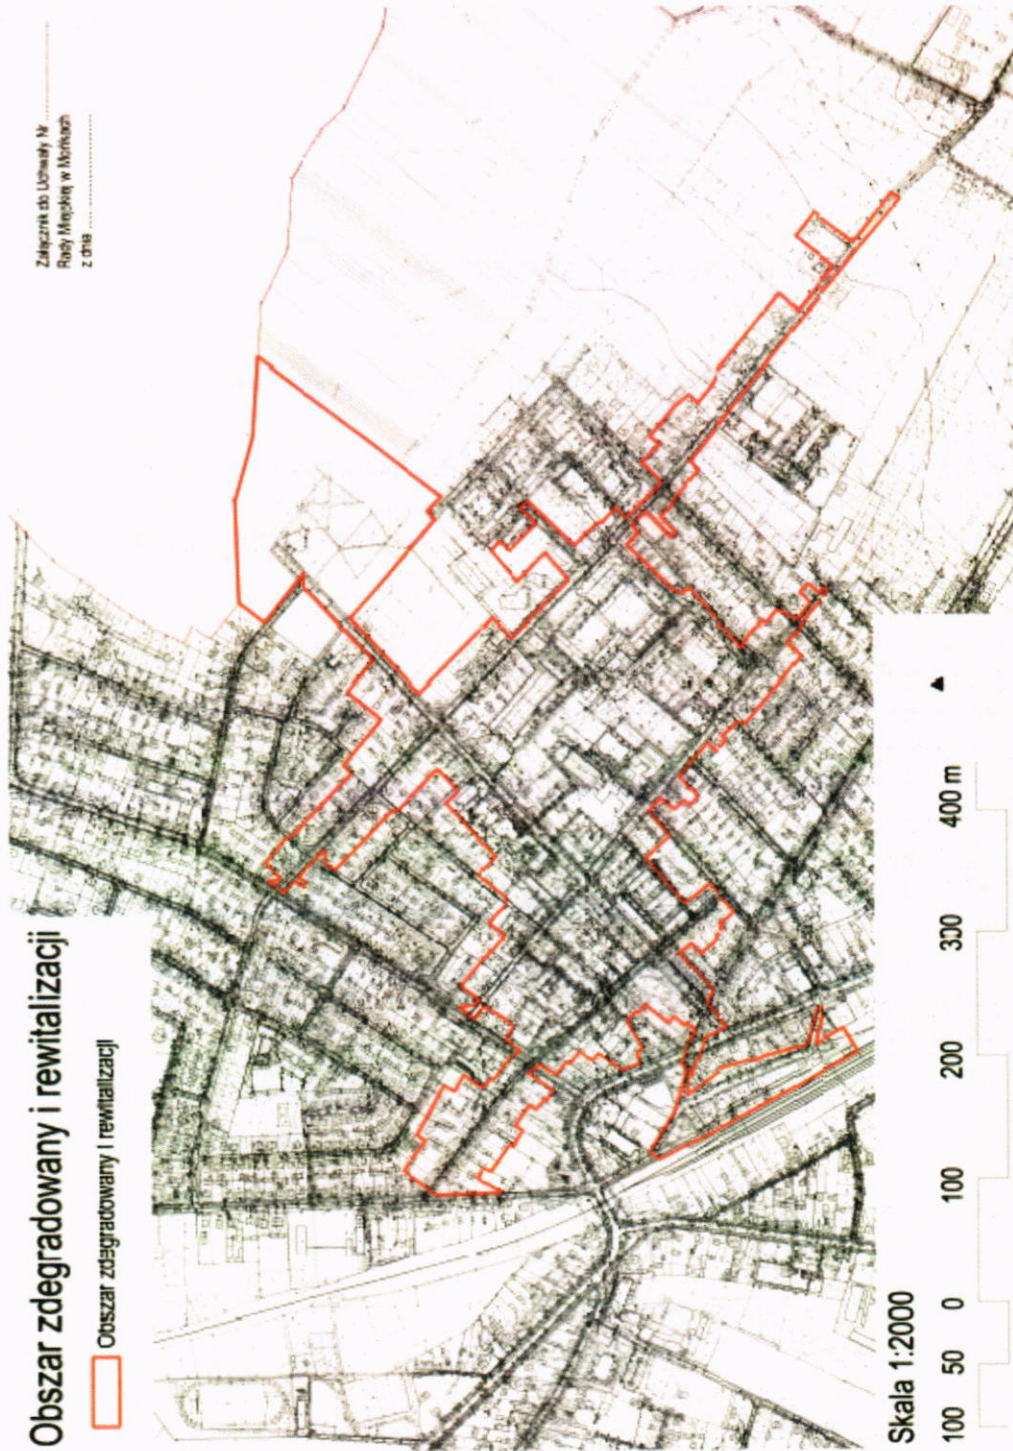 Załącznik do Uchwały Nr ....................
Rady Miejskiej w Mońkach
z dnia ....................
Obszar zdegradowany i rewitalizacji
Obszar zdegradowany i rewitalizacji
Skala 1:2000
100 50 0 100 200 300 400 m